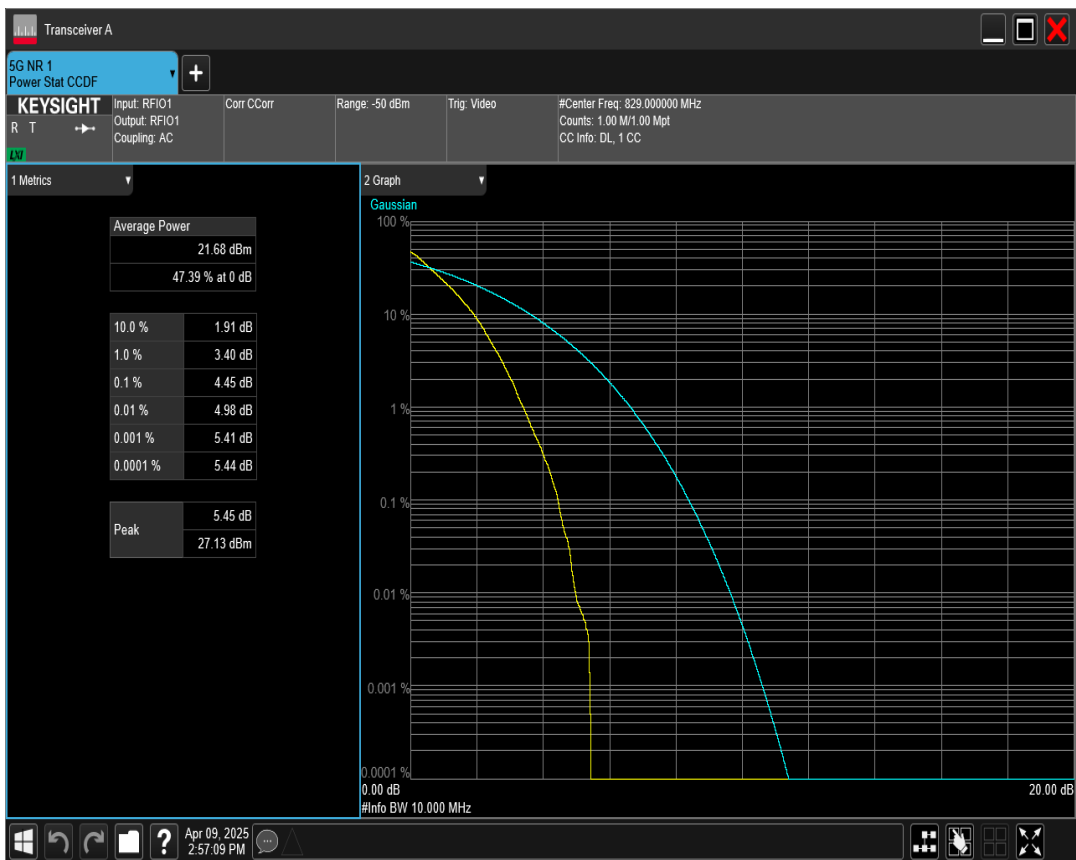 Transceiver A
5G NR 1
Power Stat CCDF
+
KEYSIGHT
R T
LXI
Input: RFIO1
Output: RFIO1
Coupling: AC
Corr CCorr
Range: -50 dBm
Trig: Video
#Center Freq: 829.000000 MHz
Counts: 1.00 M/1.00 Mpt
CC Info: DL, 1 CC
1 Metrics
Average Power
21.68 dBm
47.39 % at 0 dB
10.0 % 1.91 dB
1.0 % 3.40 dB
0.1 % 4.45 dB
0.01 % 4.98 dB
0.001 % 5.41 dB
0.0001 % 5.44 dB
Peak
5.45 dB
27.13 dBm
2 Graph
Gaussian
100 %
10 %
1 %
0.1 %
0.01 %
0.001 %
0.0001 %
0.00 dB 20.00 dB
#Info BW 10.000 MHz
?
Apr 09, 2025
2:57:09 PM